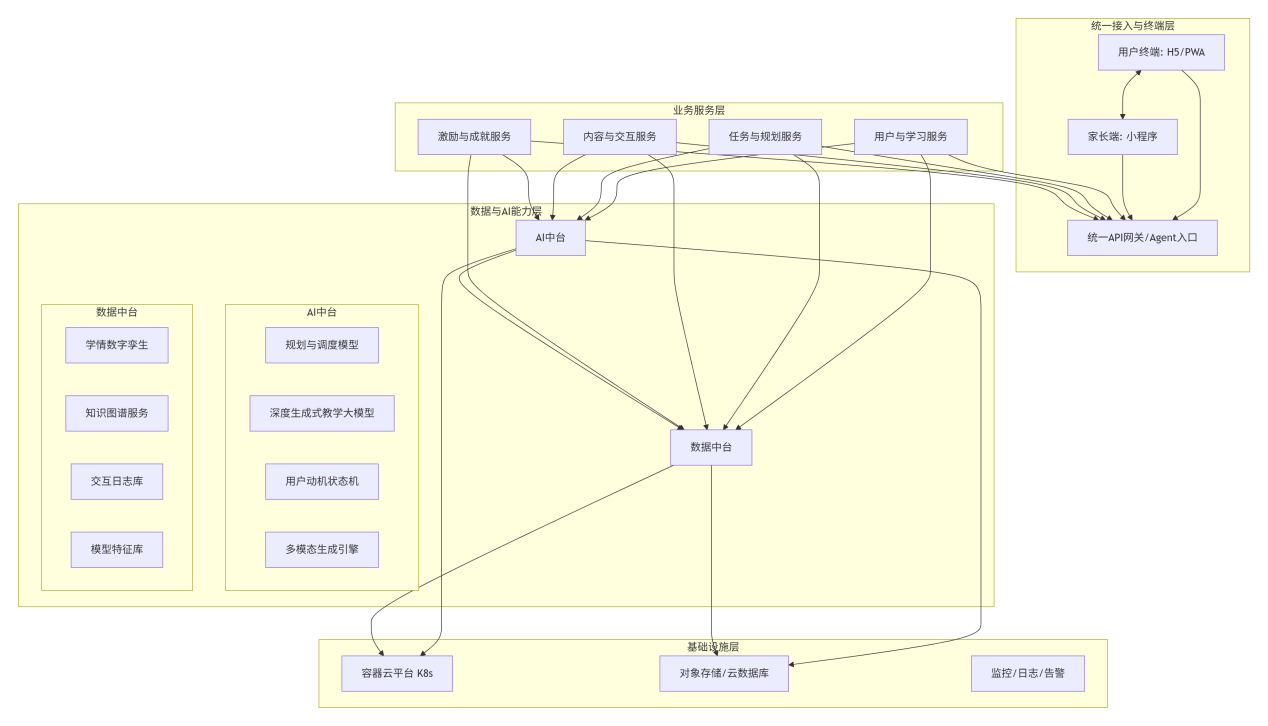 统一接入与终端层
用户终端: H5/PWA
家长端: 小程序
统一API网关/Agent入口
业务服务层
激励与成就服务
内容与交互服务
任务与规划服务
用户与学习服务
数据与AI能力层
AI中台
数据中台
数据中台
学情数字孪生
知识图谱服务
交互日志库
模型特征库
AI中台
规划与调度模型
深度生成式教学大模型
用户动机状态机
多模态生成引擎
基础设施层
容器云平台 K8s
对象存储/云数据库
监控/日志/告警